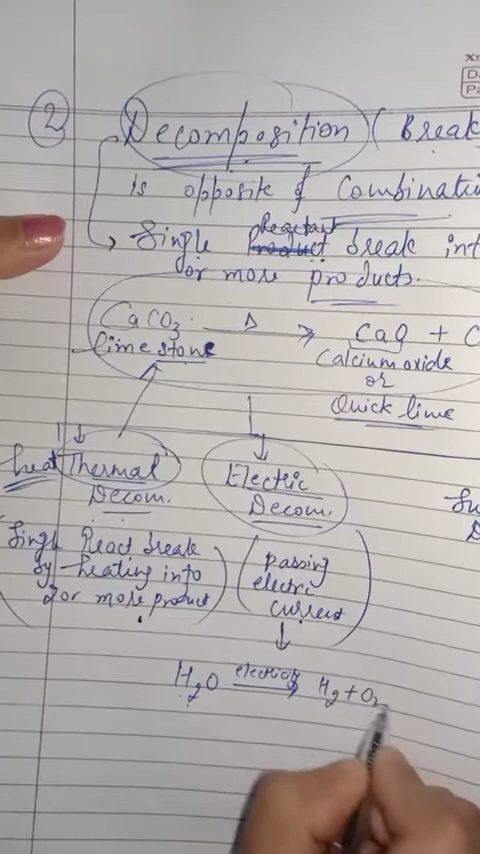 ②
Decomposition (Break
is opposite of Combinati
→ Single Reactant break int
or more products.
CaCO₃ —Δ→ CaO + C
limestone Calcium oxide
or
Quick lime
heat Thermal Decom. Electric Decom.
Singl React break
by heating into
2 or more product
(Passing
electric
current)
H₂O electricity→ H₂ + O₂